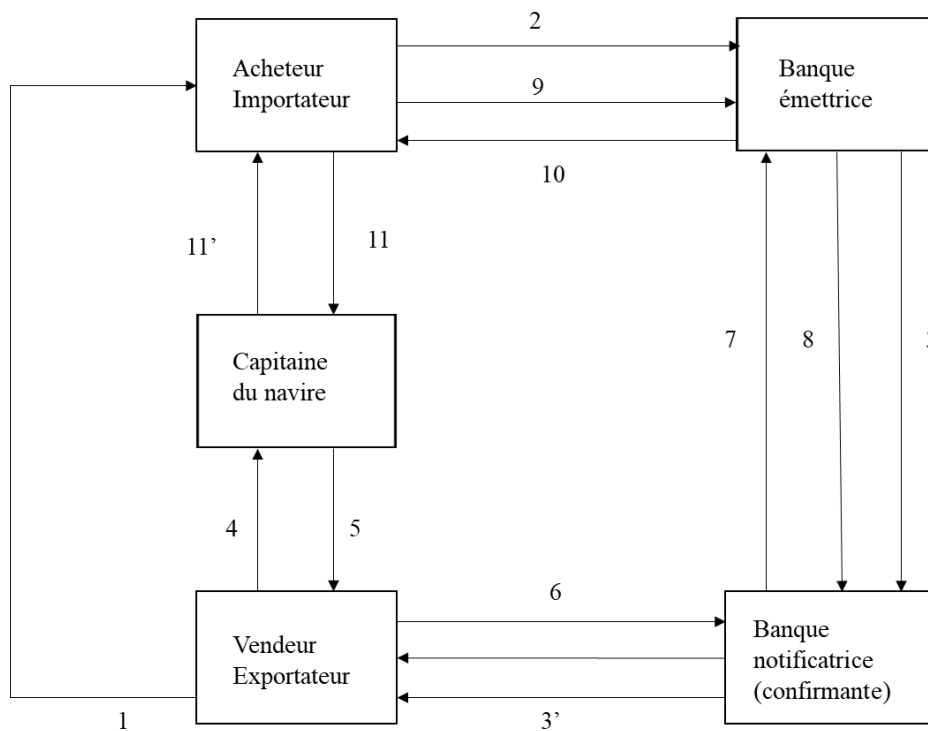 2
Acheteur
Importateur
Banque
émettrice
9
10
11’
11
Capitaine
du navire
7
8
4
5
6
Vendeur
Exportateur
Banque
notificatrice
(confirmante)
1
3’